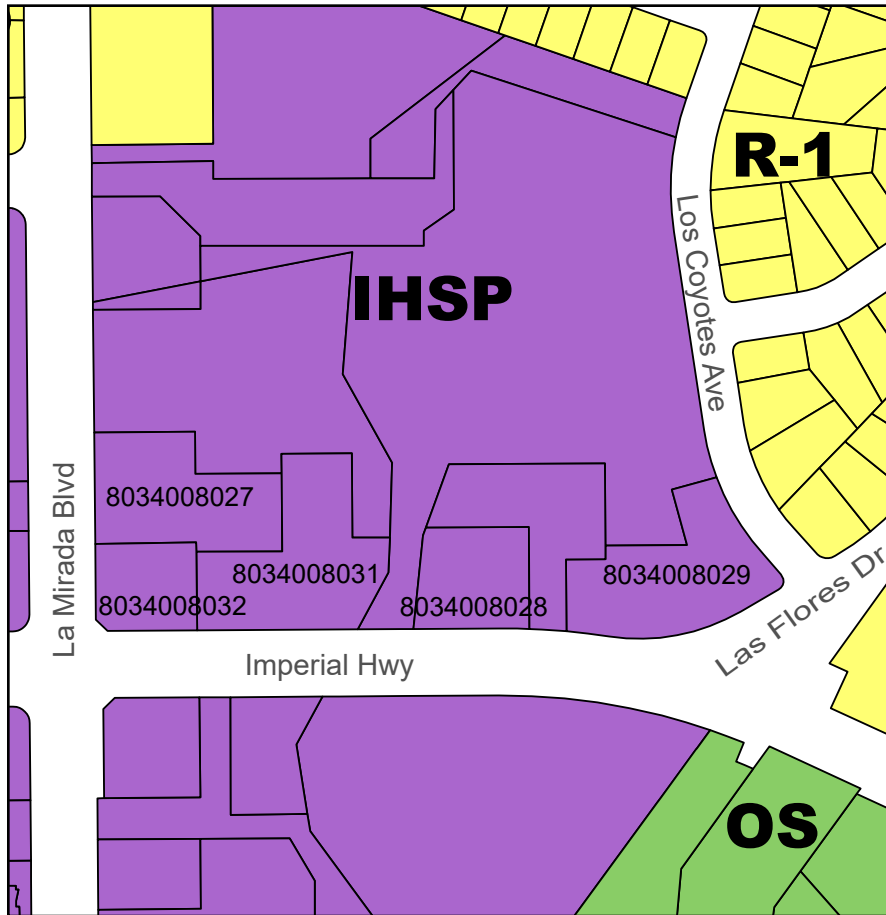 R-1
Los Coyotes Ave
IHSP
La Mirada Blvd
8034008027
8034008031
8034008029
8034008032
8034008028
Las Flores Dr
Imperial Hwy
OS